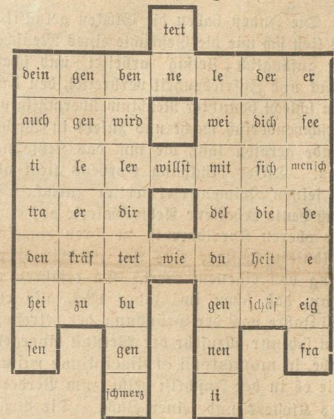 tert
dein gen ben ne le der er
auch gen wird wei dich see
ti le ler willst mit sich mensch
tra er dir del die be
den kräf tert wie du heit e
hei zu bu gen schäf eig
sen gen nen fra
schmerz ti